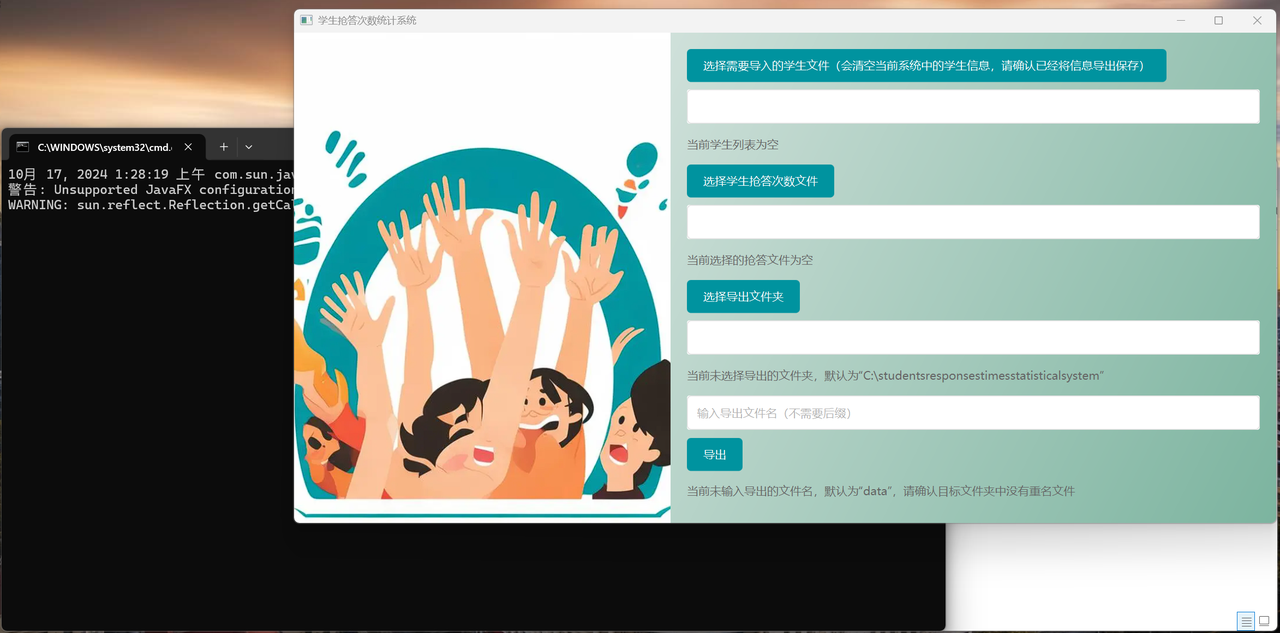 学生抢答次数统计系统
选择需要导入的学生文件（会清空当前系统中的学生信息，请确认已经将信息导出保存）
当前学生列表为空
选择学生抢答次数文件
当前选择的抢答文件为空
选择导出文件夹
当前未选择导出的文件夹，默认为"C:\studentsresponsestimesstatisticalsystem"
输入导出文件名（不需要后缀）
导出
当前未输入导出的文件名，默认为"data"，请确认目标文件夹中没有重名文件
C:\WINDOWS\system32\cmd.
10月 17, 2024 1:28:19 上午 com.sun.jav
警告: Unsupported JavaFX configuration
WARNING: sun.reflect.Reflection.getCal